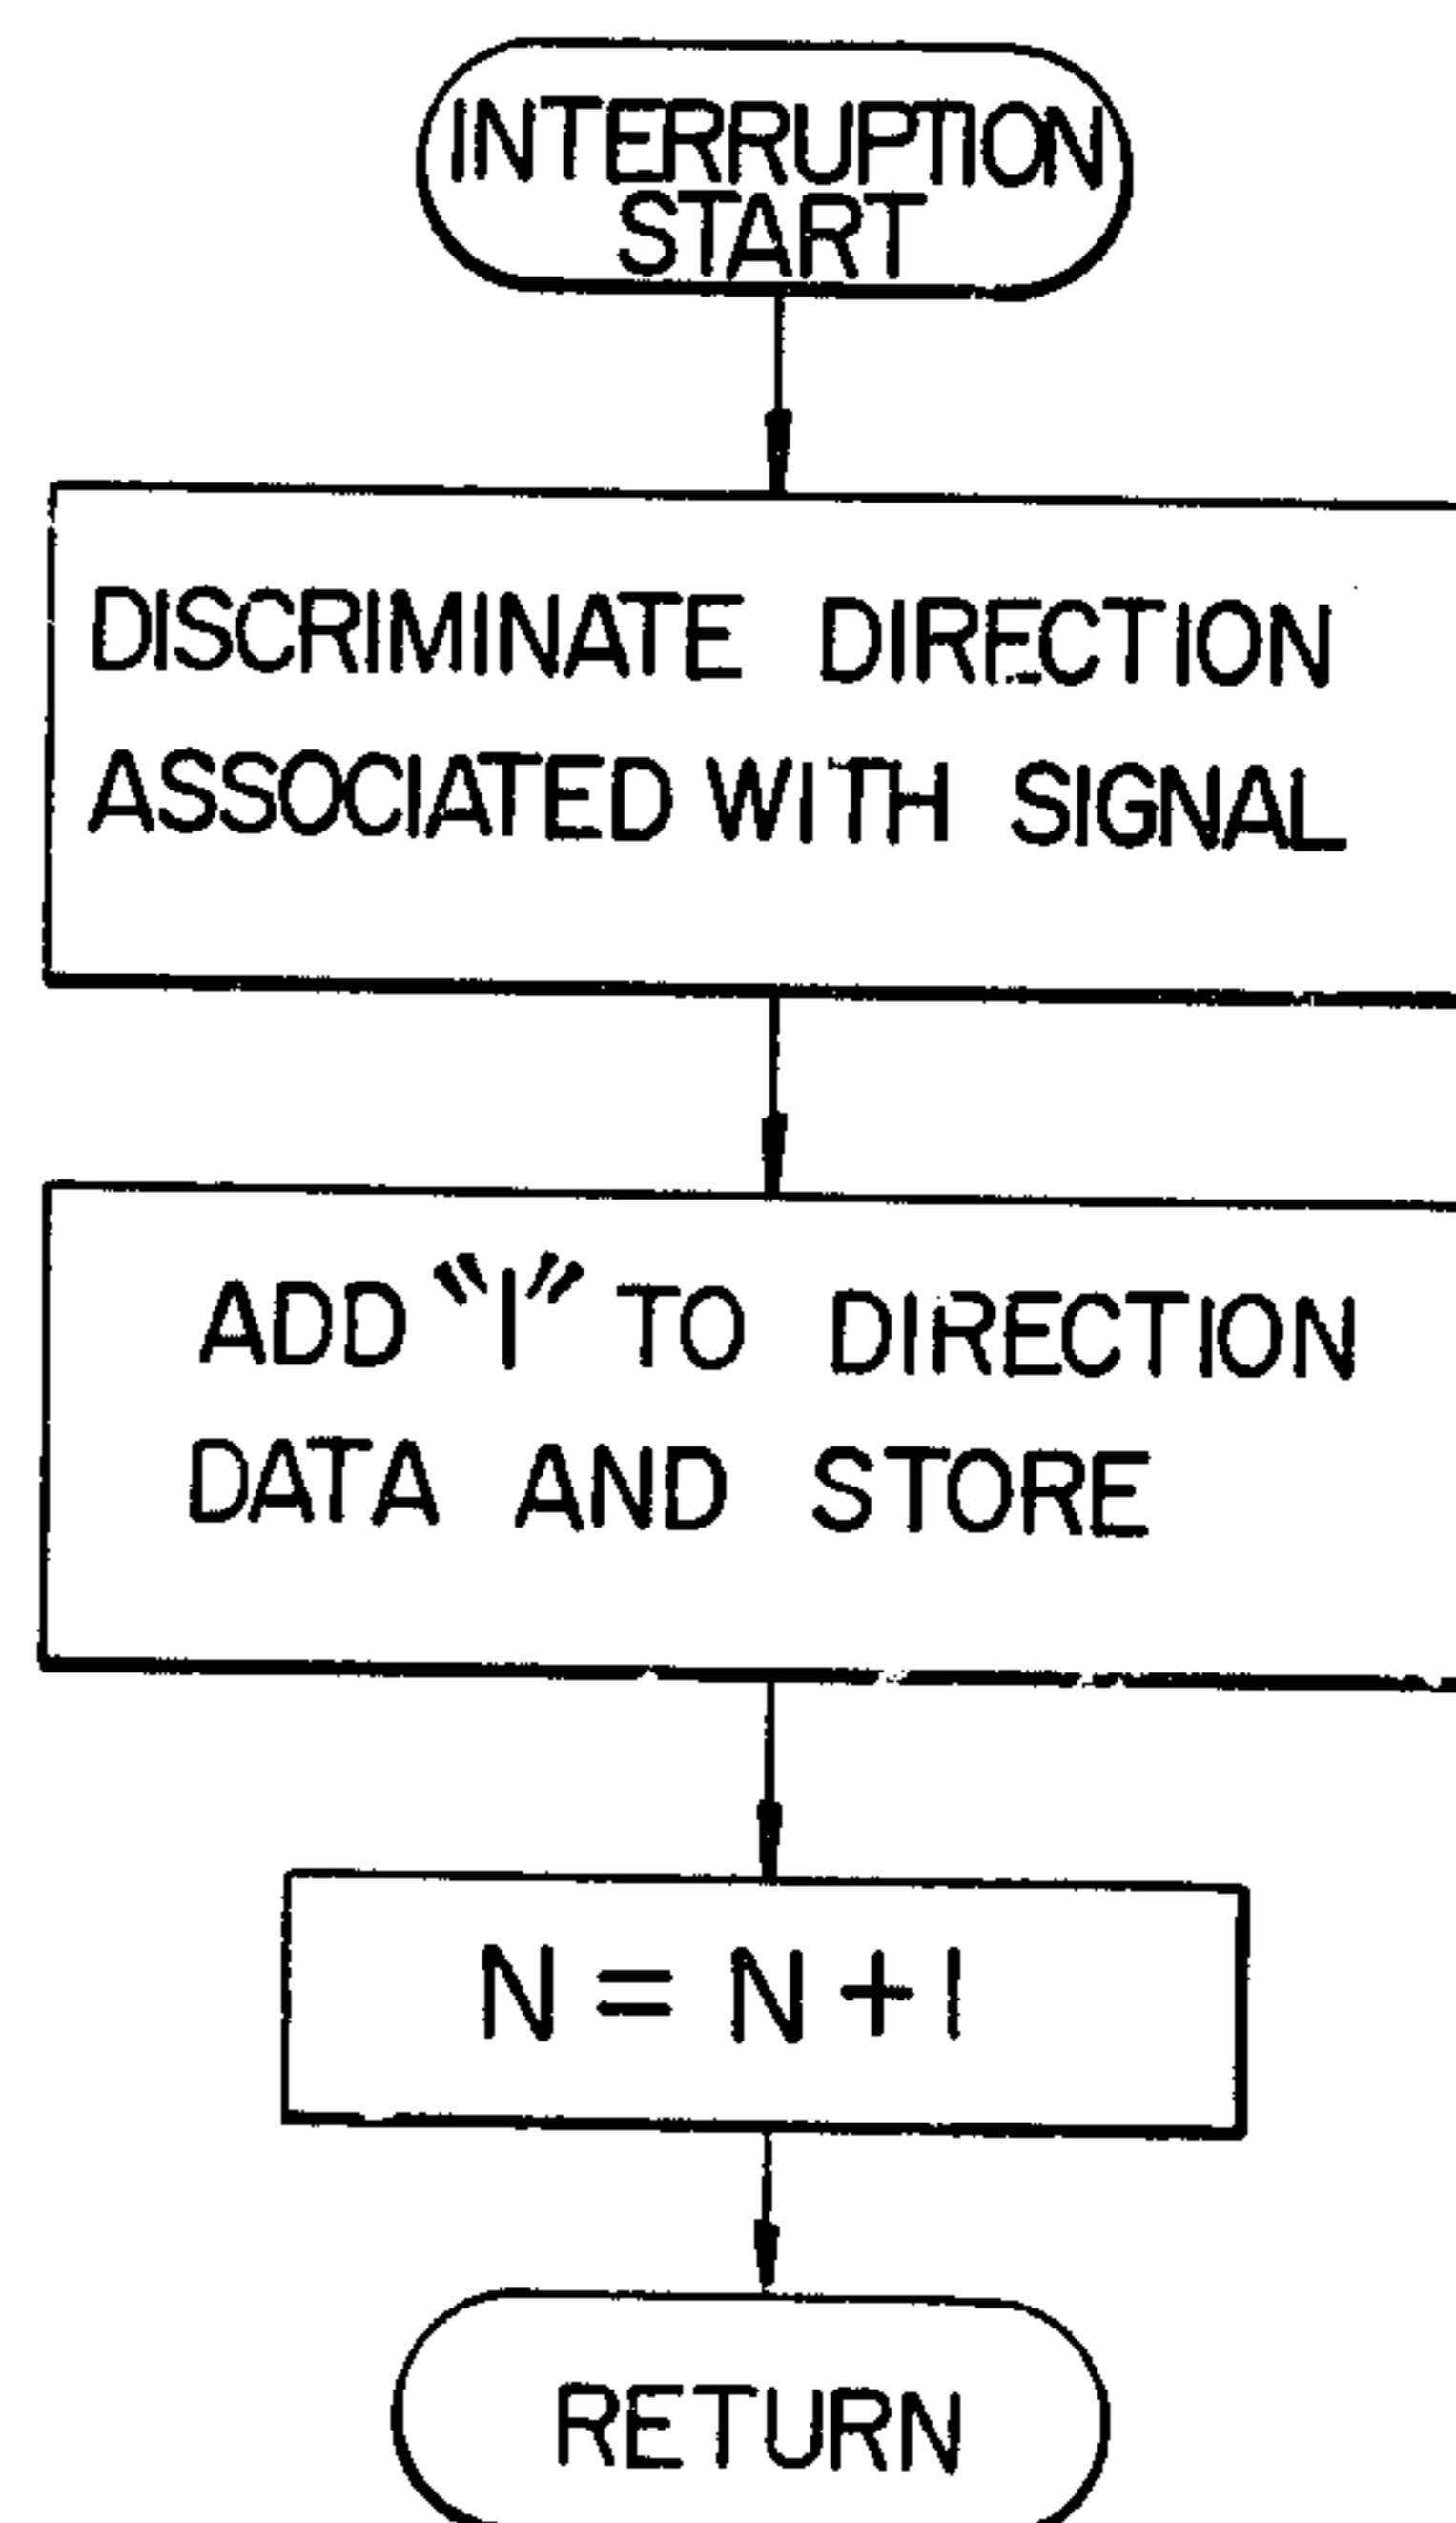 INTERRUPTION
START
DISCRIMINATE DIRECTION
ASSOCIATED WITH SIGNAL
ADD "1" TO DIRECTION
DATA AND STORE
N = N + 1
RETURN